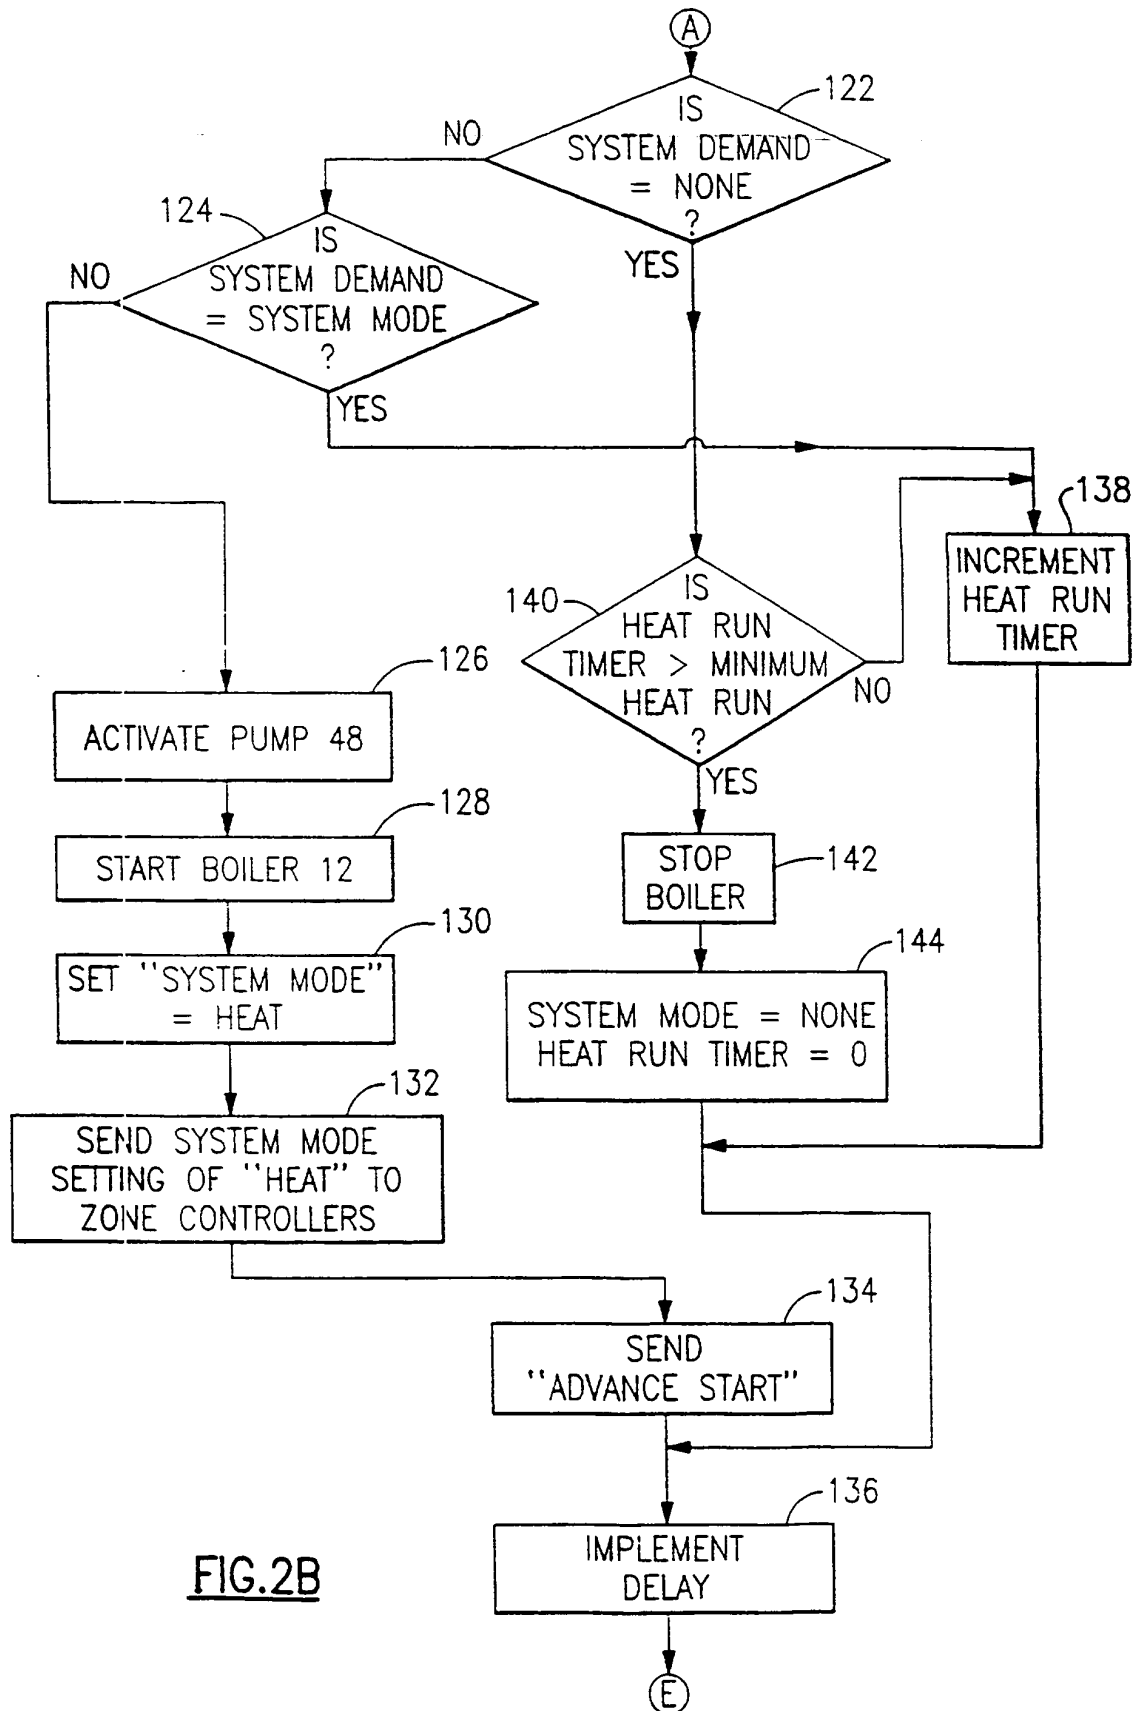 A
122
IS
SYSTEM DEMAND
= NONE
?
NO
YES
124
IS
SYSTEM DEMAND
= SYSTEM MODE
?
NO
YES
138
INCREMENT
HEAT RUN
TIMER
140
IS
HEAT RUN
TIMER > MINIMUM
HEAT RUN
?
NO
YES
126
ACTIVATE PUMP 48
128
START BOILER 12
130
SET "SYSTEM MODE"
= HEAT
132
SEND SYSTEM MODE
SETTING OF "HEAT" TO
ZONE CONTROLLERS
142
STOP
BOILER
144
SYSTEM MODE = NONE
HEAT RUN TIMER = 0
134
SEND
"ADVANCE START"
136
IMPLEMENT
DELAY
E
FIG.2B